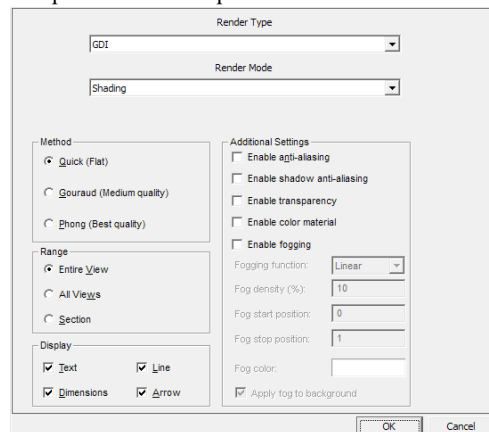 Render Type
GDI
Render Mode
Shading
Method
Quick (Flat)
Gouraud (Medium quality)
Phong (Best quality)
Range
Entire View
All Views
Section
Display
Text
Line
Dimensions
Arrow
Additional Settings
Enable anti-aliasing
Enable shadow anti-aliasing
Enable transparency
Enable color material
Enable fogging
Fogging function:
Linear
Fog density (%):
10
Fog start position:
0
Fog stop position:
1
Fog color:
Apply fog to background
OK
Cancel